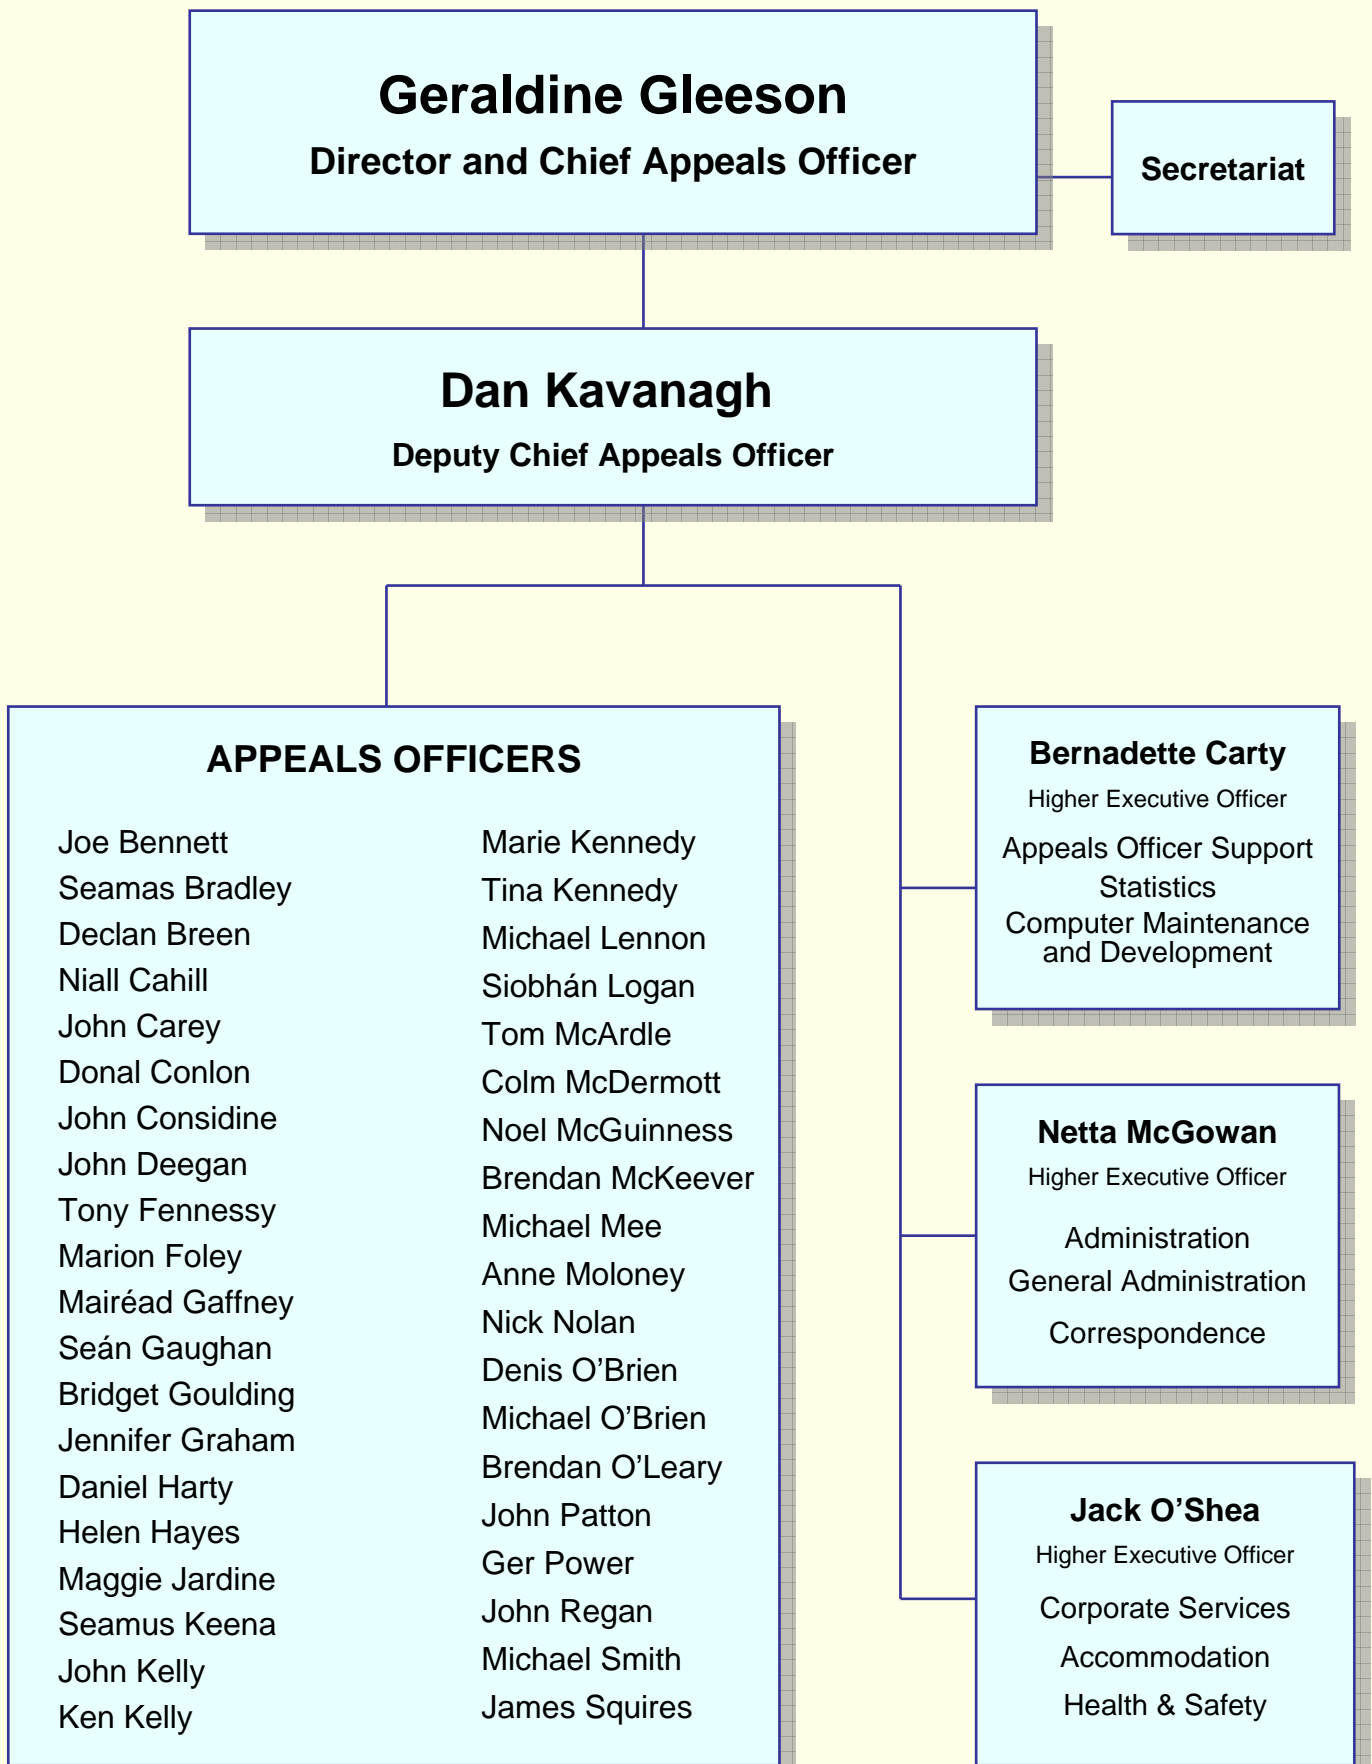 Geraldine Gleeson
Director and Chief Appeals Officer
Secretariat
Dan Kavanagh
Deputy Chief Appeals Officer
APPEALS OFFICERS
Joe Bennett
Seamas Bradley
Declan Breen
Niall Cahill
John Carey
Donal Conlon
John Considine
John Deegan
Tony Fennessy
Marion Foley
Mairéad Gaffney
Seán Gaughan
Bridget Goulding
Jennifer Graham
Daniel Harty
Helen Hayes
Maggie Jardine
Seamus Keena
John Kelly
Ken Kelly
Marie Kennedy
Tina Kennedy
Michael Lennon
Siobhán Logan
Tom McArdle
Colm McDermott
Noel McGuinness
Brendan McKeever
Michael Mee
Anne Moloney
Nick Nolan
Denis O’Brien
Michael O’Brien
Brendan O’Leary
John Patton
Ger Power
John Regan
Michael Smith
James Squires
Bernadette Carty
Higher Executive Officer
Appeals Officer Support
Statistics
Computer Maintenance
and Development
Netta McGowan
Higher Executive Officer
Administration
General Administration
Correspondence
Jack O’Shea
Higher Executive Officer
Corporate Services
Accommodation
Health & Safety